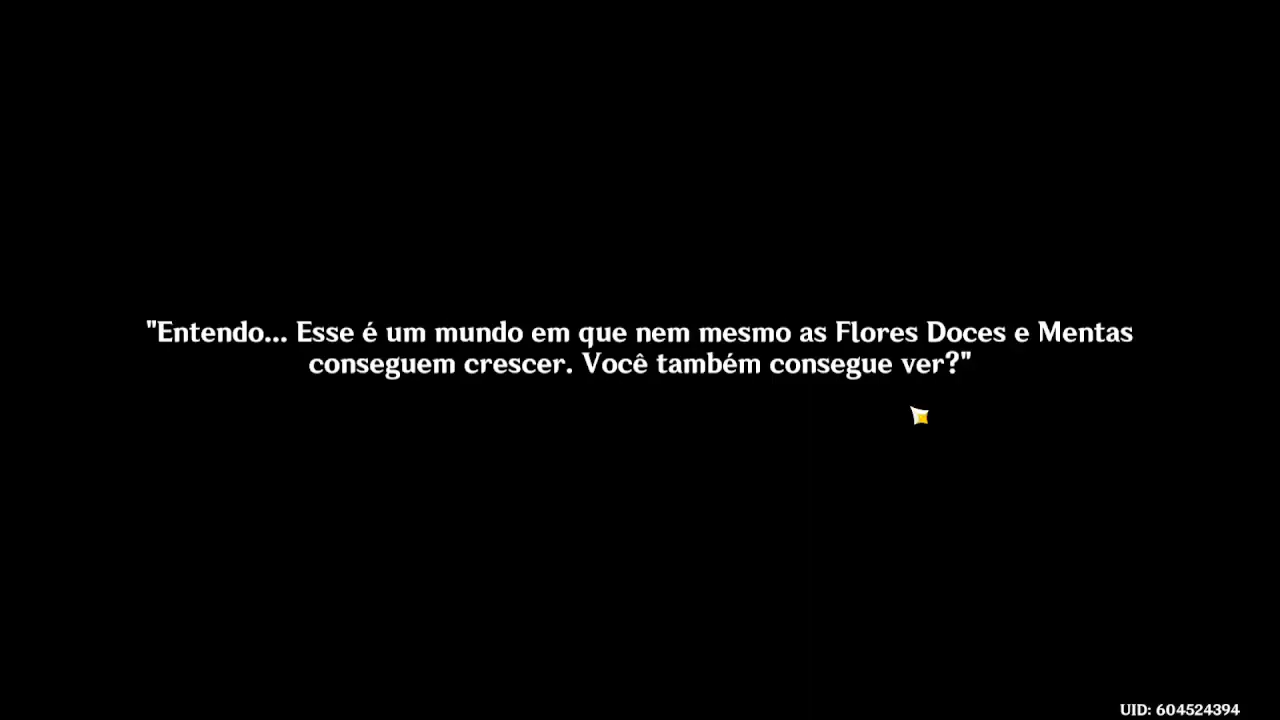 "Entendo... Esse é um mundo em que nem mesmo as Flores Doces e Mentas
conseguem crescer. Você também consegue ver?"
UID: 604524394